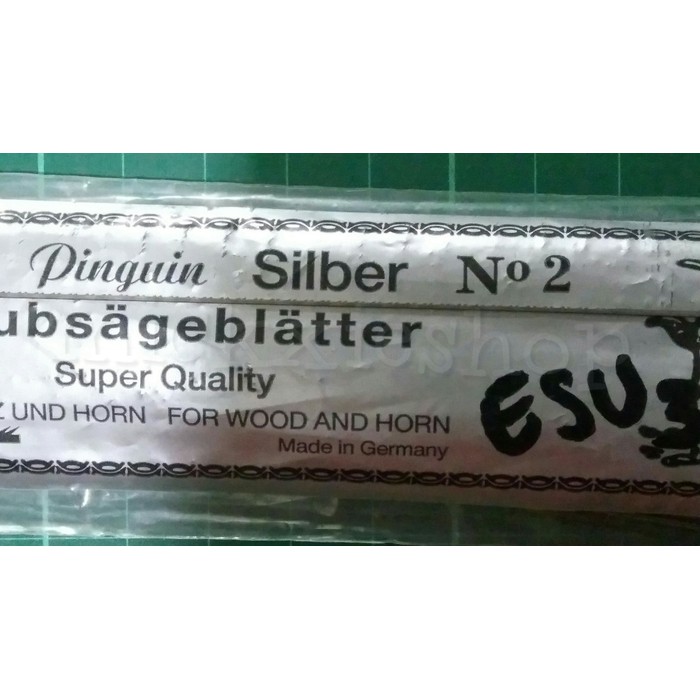 Pinguin Silber No 2
ubsägeblätter
Super Quality
Z UND HORN FOR WOOD AND HORN
Made in Germany
ESU